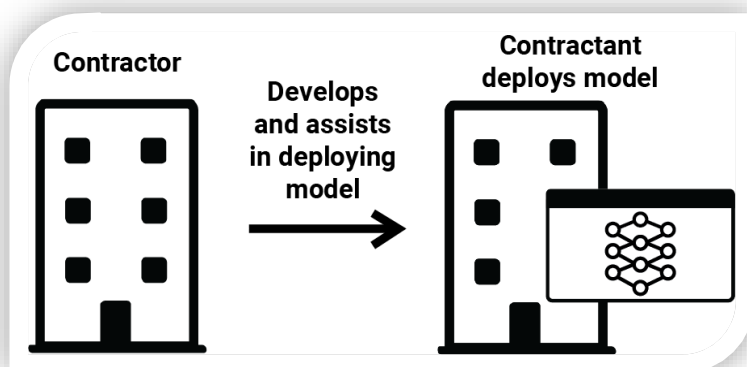 Contractor
Develops
and assists
in deploying
model
Contractant
deploys model